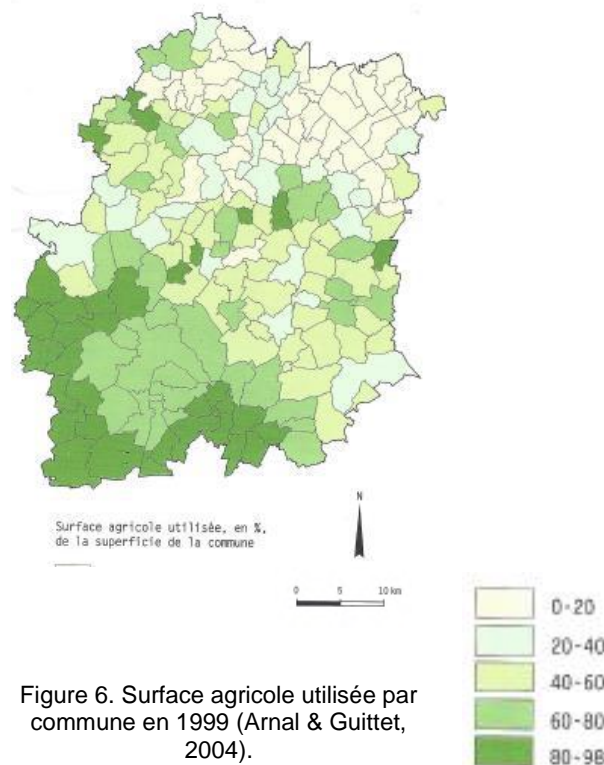 Surface agricole utilisée, en %,
de la superficie de la commune
N
0 5 10 km
0-20
20-40
40-60
60-80
80-98
Figure 6. Surface agricole utilisée par
commune en 1999 (Arnal & Guittet,
2004).